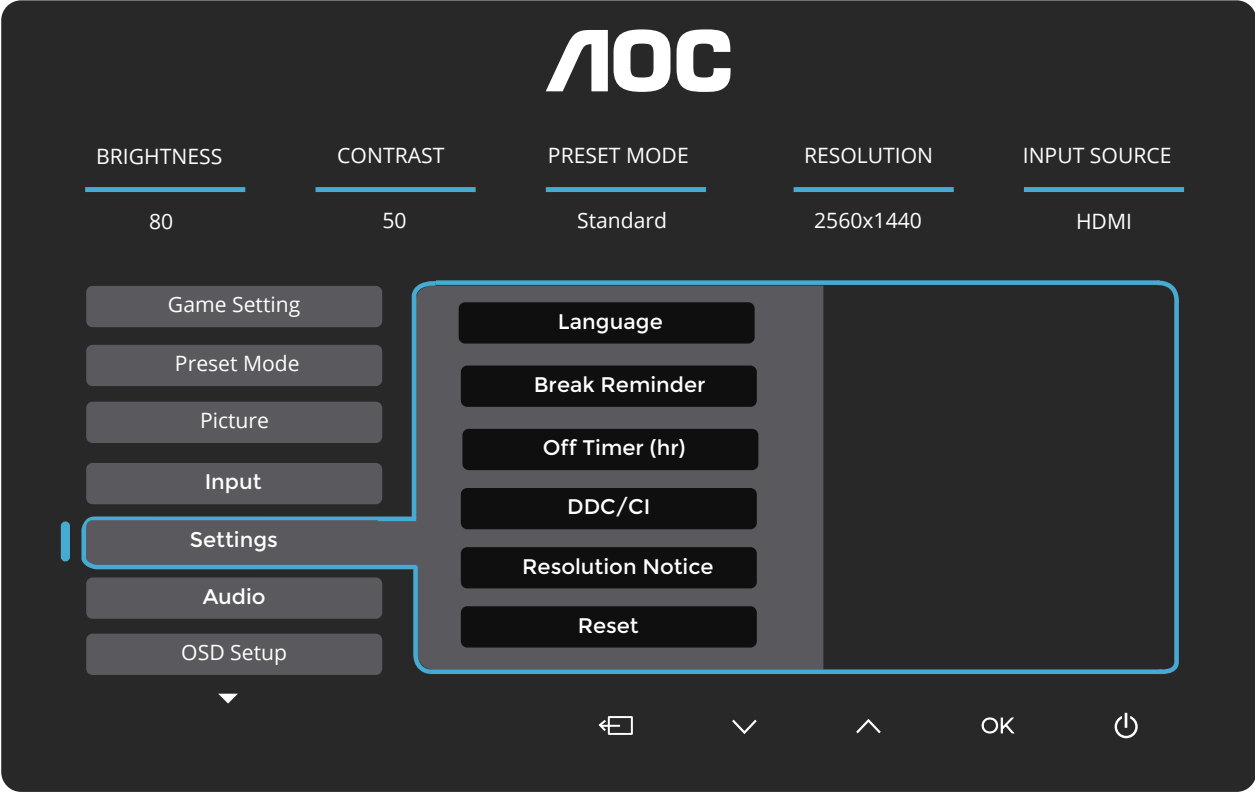 AOC
BRIGHTNESS CONTRAST PRESET MODE RESOLUTION INPUT SOURCE
80 50 Standard 2560x1440 HDMI
Game Setting
Preset Mode
Picture
Input
Settings
Audio
OSD Setup
Language
Break Reminder
Off Timer (hr)
DDC/CI
Resolution Notice
Reset
OK